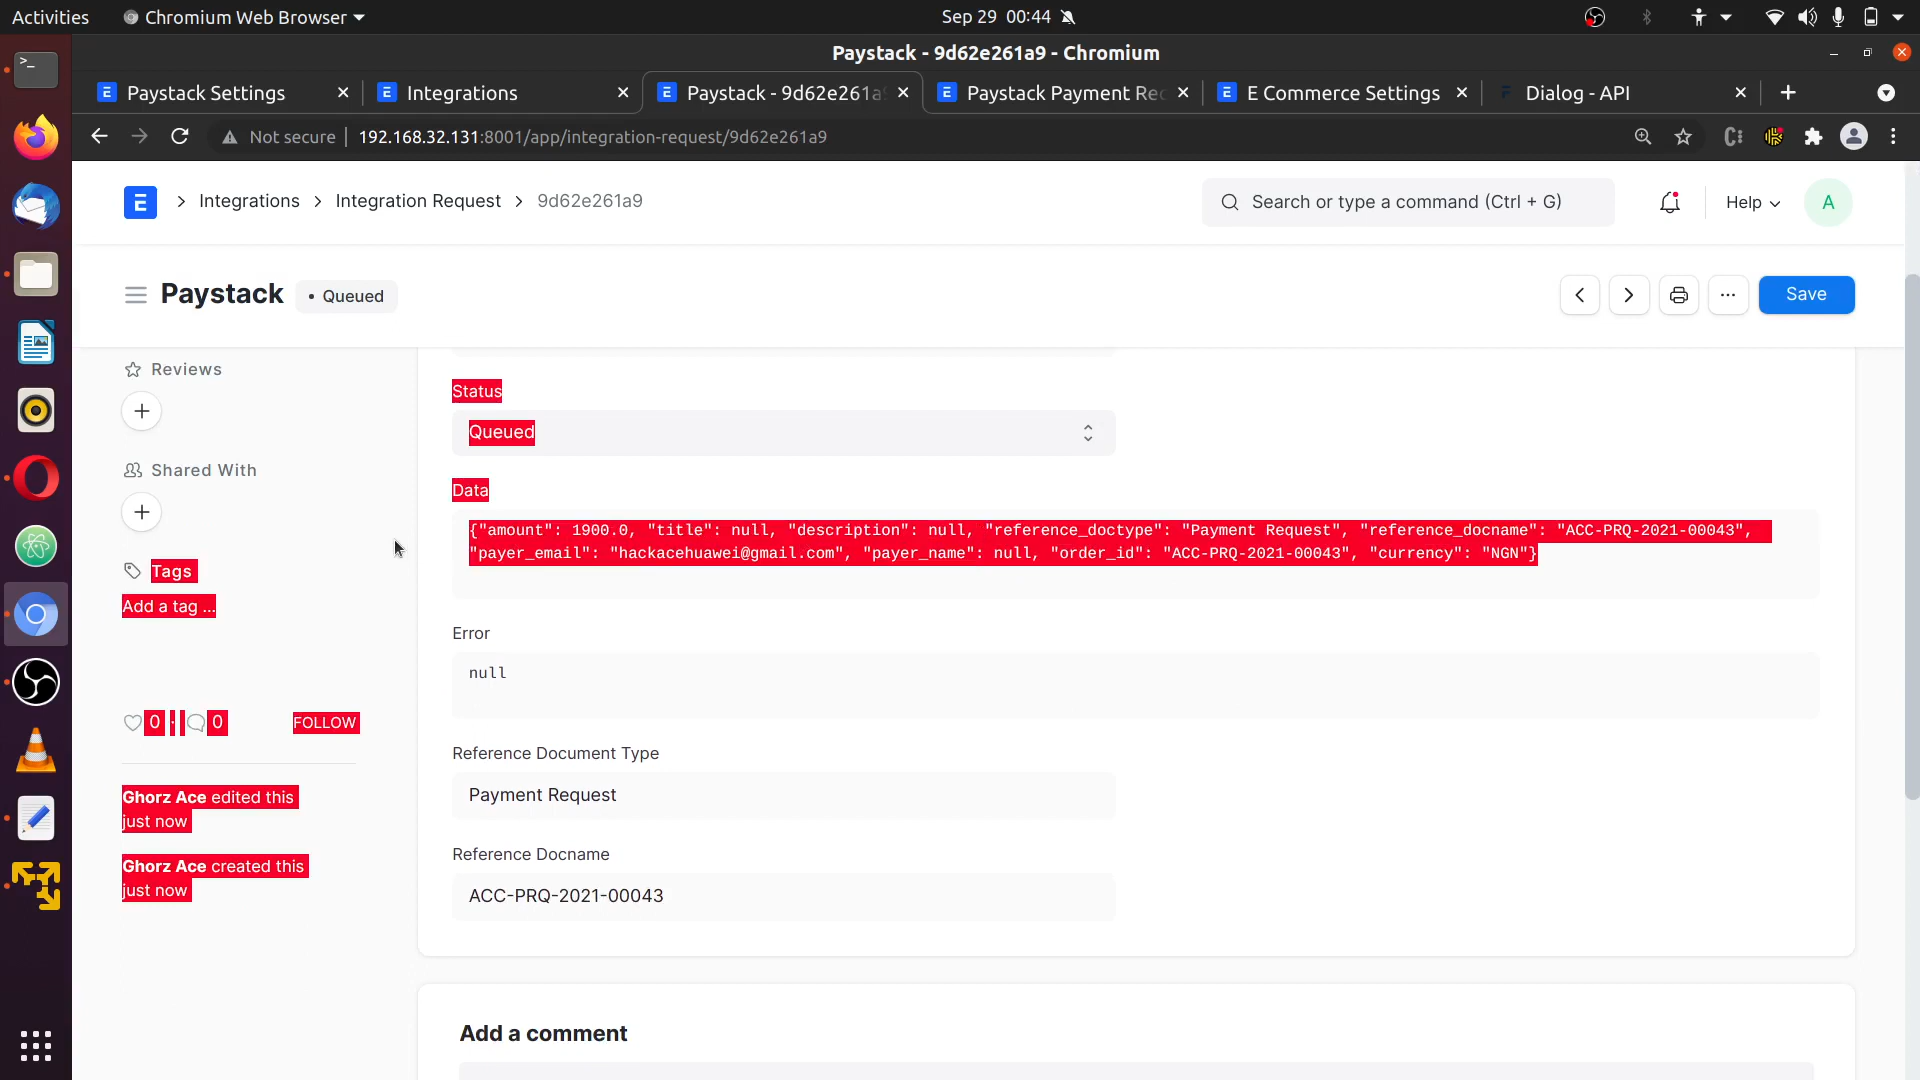 Activities
Chromium Web Browser
Sep 29 00:44
Paystack - 9d62e261a9 - Chromium
Paystack Settings
Integrations
Paystack - 9d62e261a
Paystack Payment Rec
E Commerce Settings
Dialog - API
Not secure
192.168.32.131:8001/app/integration-request/9d62e261a9
E
Integrations
Integration Request
9d62e261a9
Search or type a command (Ctrl + G)
Help
A
Paystack
• Queued
Save
Reviews
Shared With
Tags
Add a tag ...
0 · 0 FOLLOW
Ghorz Ace edited this
just now
Ghorz Ace created this
just now
Status
Queued
Data
{"amount": 1900.0, "title": null, "description": null, "reference_doctype": "Payment Request", "reference_docname": "ACC-PRQ-2021-00043",
"payer_email": "hackacehuawei@gmail.com", "payer_name": null, "order_id": "ACC-PRQ-2021-00043", "currency": "NGN"}
Error
null
Reference Document Type
Payment Request
Reference Docname
ACC-PRQ-2021-00043
Add a comment